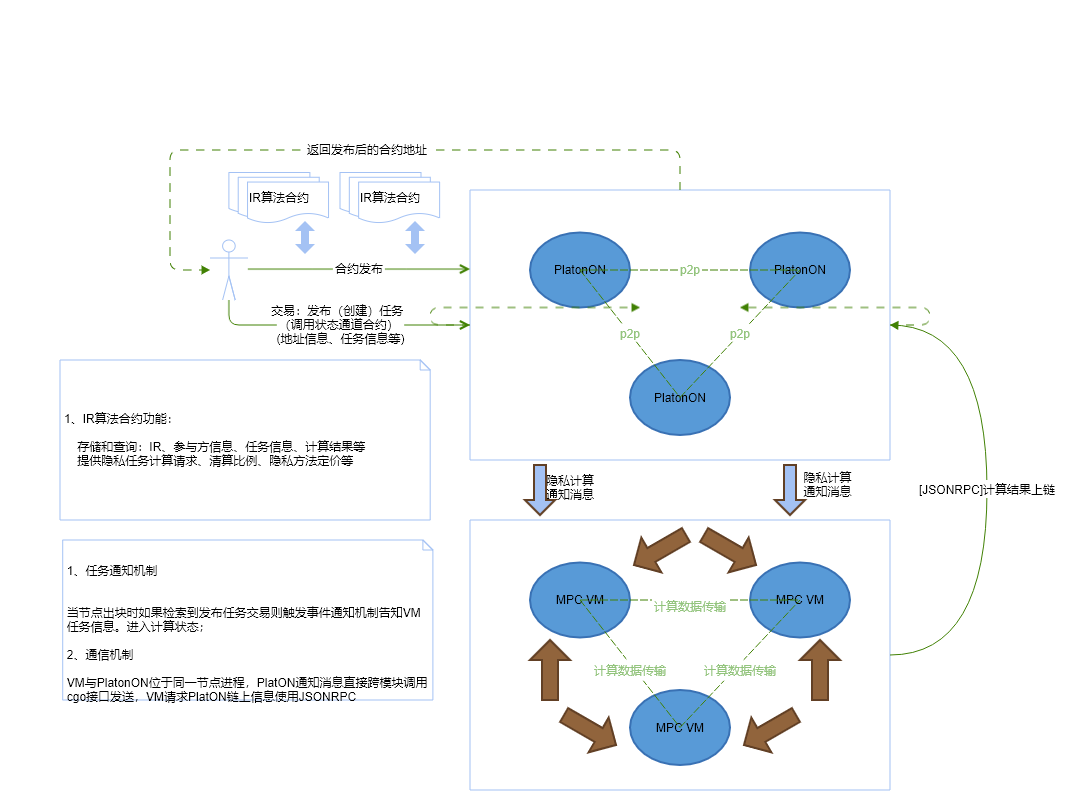 返回发布后的合约地址
IR算法合约
IR算法合约
PlatonON
p2p
PlatonON
合约发布
交易：发布（创建）任务
（调用状态通道合约）
(地址信息、任务信息等)
p2p
p2p
PlatonON
1、IR算法合约功能：
存储和查询：IR、参与方信息、任务信息、计算结果等
提供隐私任务计算请求、清算比例、隐私方法定价等
隐私计算
通知消息
隐私计算
通知消息
[JSONRPC]计算结果上链
1、任务通知机制
当节点出块时如果检索到发布任务交易则触发事件通知机制告知VM
任务信息。进入计算状态；
2、通信机制
VM与PlatonON位于同一节点进程，PlatON通知消息直接跨模块调用
cgo接口发送，VM请求PlatON链上信息使用JSONRPC
MPC VM
计算数据传输
MPC VM
计算数据传输
计算数据传输
MPC VM